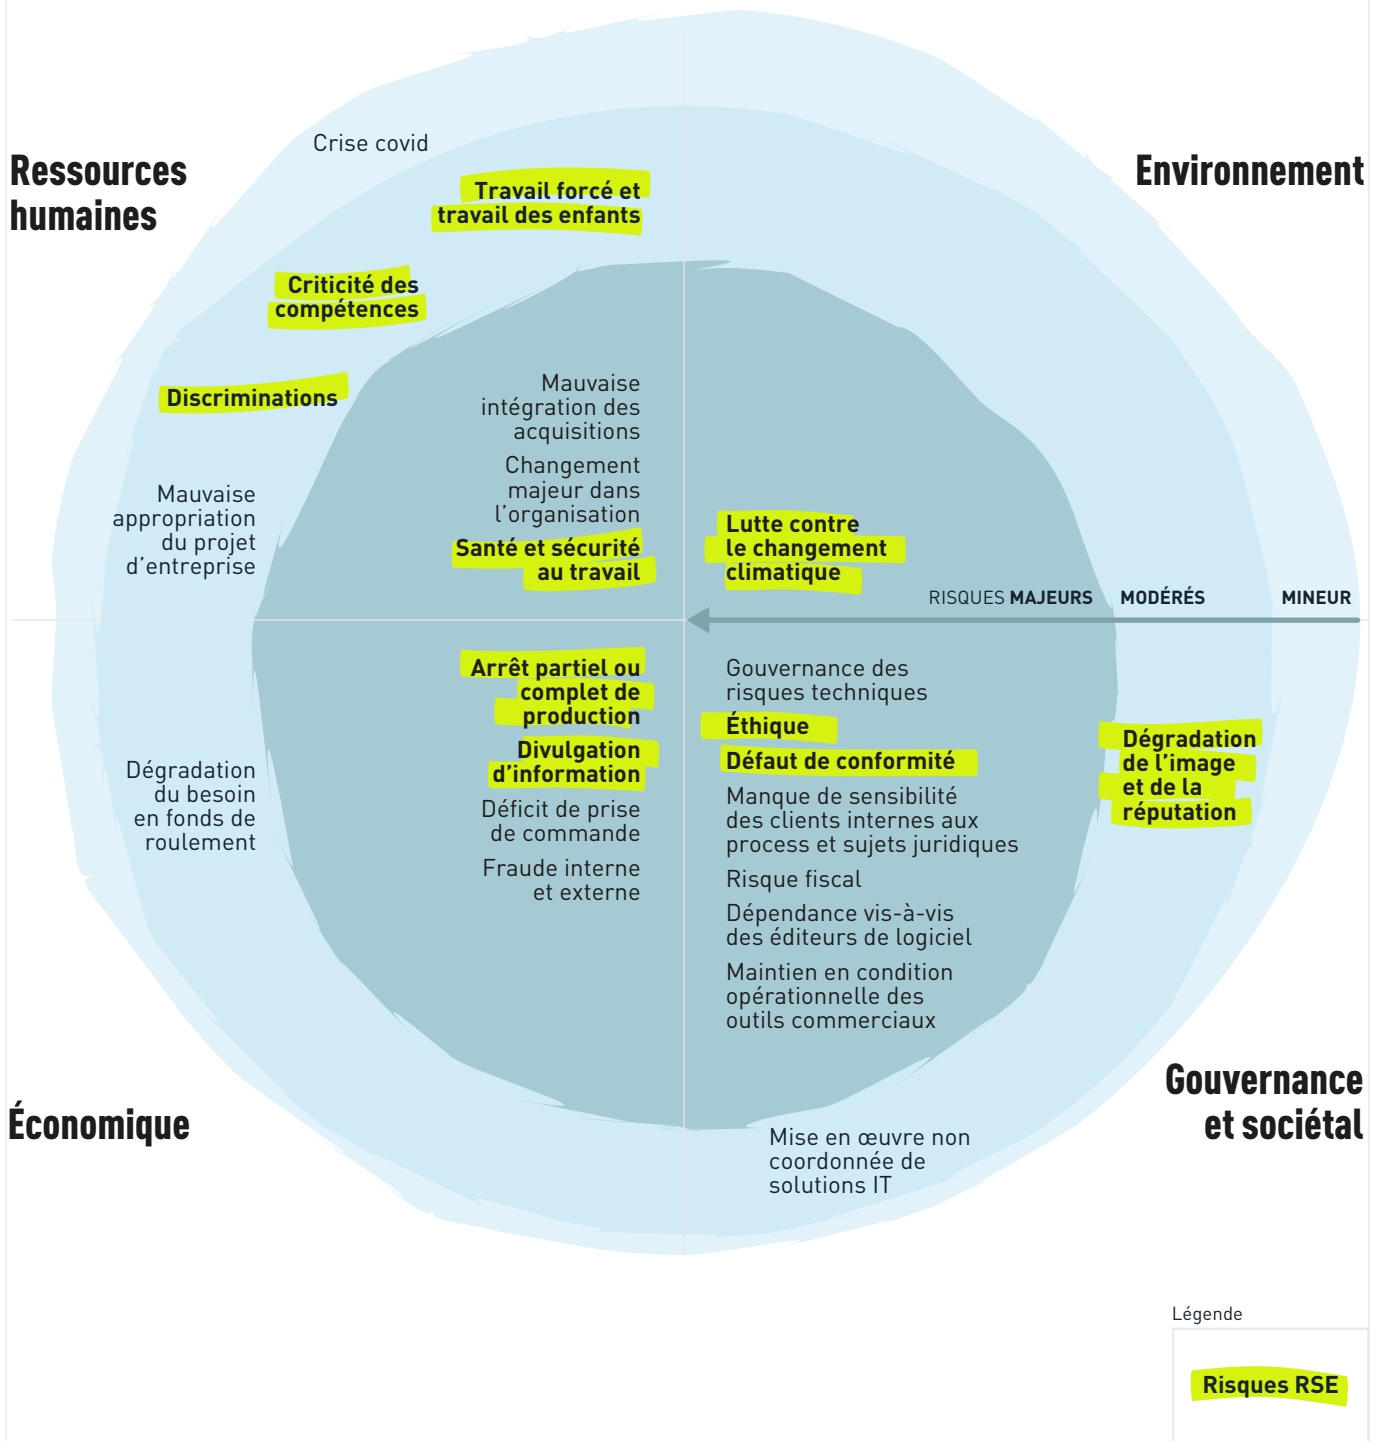 Ressources
humaines
Crise covid
Travail forcé et
travail des enfants
Criticité des
compétences
Discriminations
Mauvaise
appropriation
du projet
d’entreprise
Mauvaise
intégration des
acquisitions
Changement
majeur dans
l’organisation
Santé et sécurité
au travail
Environnement
Lutte contre
le changement
climatique
RISQUES MAJEURS
MODÉRÉS
MINEUR
Économique
Arrêt partiel ou
complet de
production
Divulgation
d’information
Déficit de prise
de commande
Fraude interne
et externe
Dégradation
du besoin
en fonds de
roulement
Gouvernance des
risques techniques
Éthique
Défaut de conformité
Manque de sensibilité
des clients internes aux
process et sujets juridiques
Risque fiscal
Dépendance vis-à-vis
des éditeurs de logiciel
Maintien en condition
opérationnelle des
outils commerciaux
Dégradation
de l’image
et de la
réputation
Mise en œuvre non
coordonnée de
solutions IT
Gouvernance
et sociétal
Légende
Risques RSE